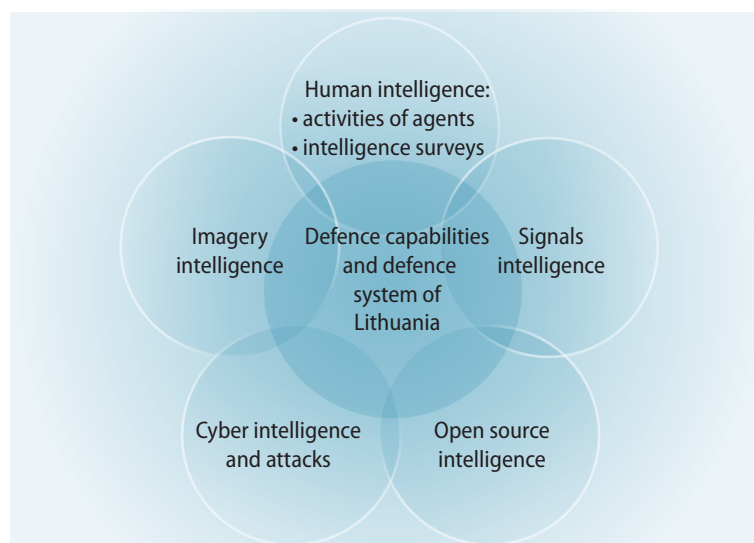 Human intelligence:
• activities of agents
• intelligence surveys
Imagery
intelligence
Defence capabilities
and defence
system of
Lithuania
Signals
intelligence
Cyber intelligence
and attacks
Open source
intelligence